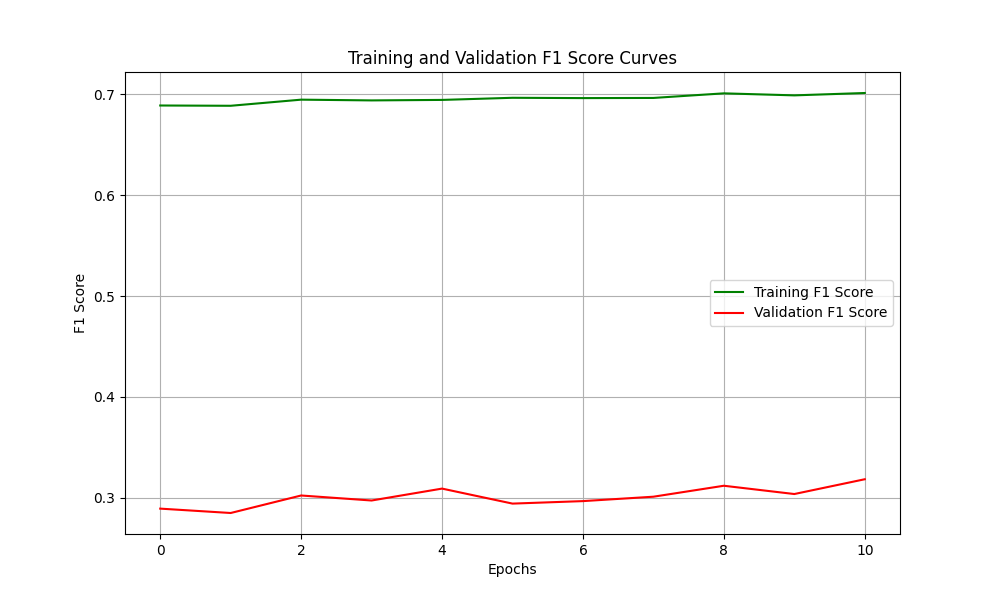 Training and Validation F1 Score Curves
0.7
0.6
0.5
0.4
0.3
F1 Score
Training F1 Score
Validation F1 Score
0 2 4 6 8 10
Epochs